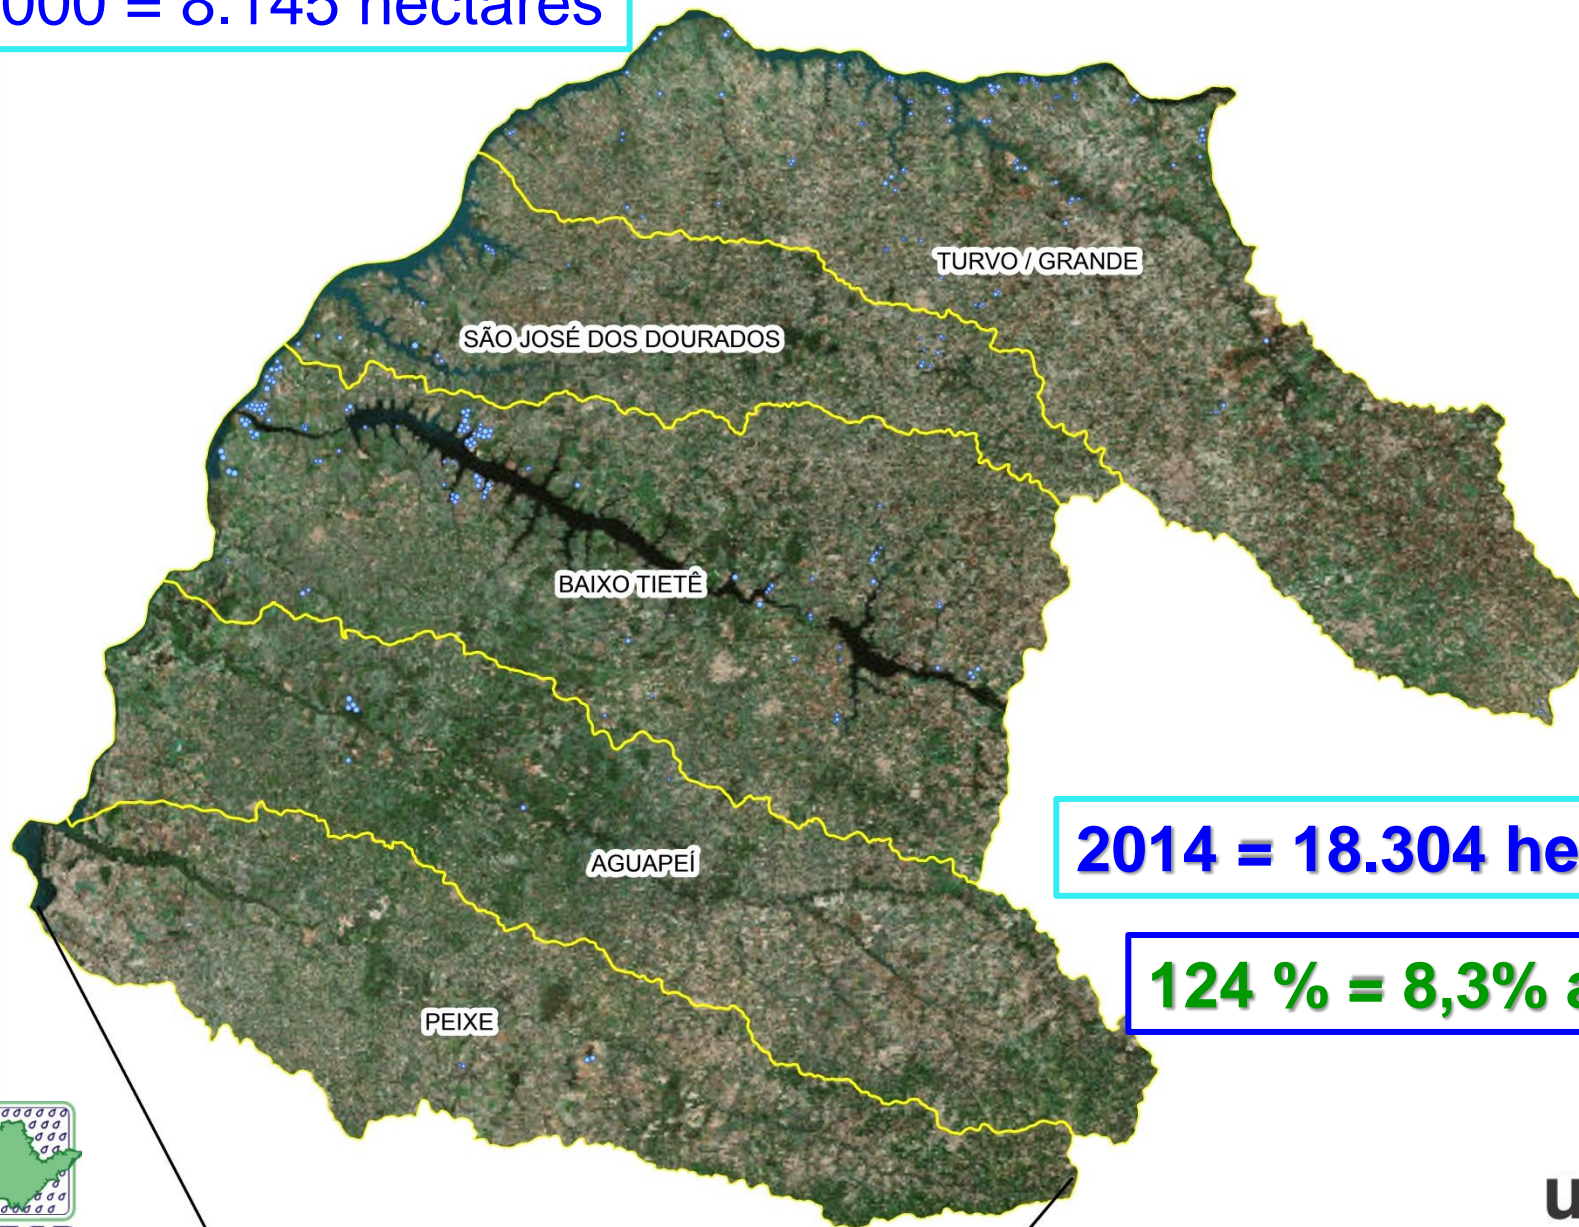 000 = 8.145 hectares
TURVO / GRANDE
SÃO JOSÉ DOS DOURADOS
BAIXO TIETÊ
2014 = 18.304 he
AGUAPEÍ
124 % = 8,3% a
PEIXE
u